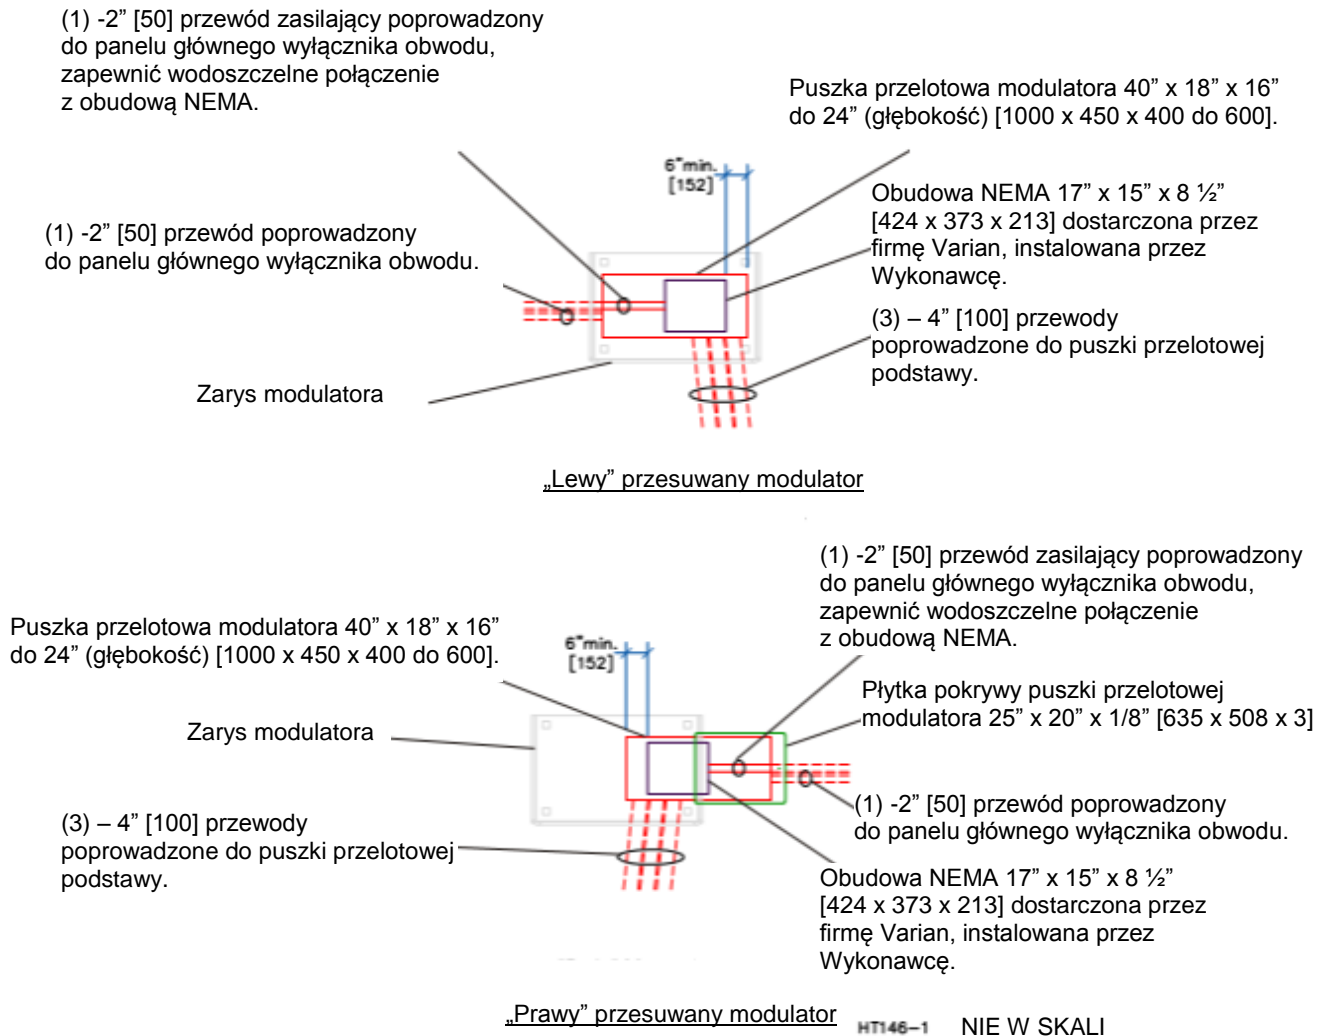 (1) -2” [50] przewód zasilający poprowadzony
do panelu głównego wyłącznika obwodu,
zapewnić wodoszczelne połączenie
z obudową NEMA.
Puszka przelotowa modulatora 40” x 18” x 16”
do 24” (głębokość) [1000 x 450 x 400 do 600].
6"min.
[152]
Obudowa NEMA 17” x 15” x 8 ½”
[424 x 373 x 213] dostarczona przez
firmę Varian, instalowana przez
Wykonawcę.
(1) -2” [50] przewód poprowadzony
do panelu głównego wyłącznika obwodu.
(3) – 4” [100] przewody
poprowadzone do puszki przelotowej
podstawy.
Zarys modulatora
„Lewy” przesuwany modulator
(1) -2” [50] przewód zasilający poprowadzony
do panelu głównego wyłącznika obwodu,
zapewnić wodoszczelne połączenie
z obudową NEMA.
Puszka przelotowa modulatora 40” x 18” x 16”
do 24” (głębokość) [1000 x 450 x 400 do 600].
6"min.
[152]
Płytka pokrywy puszki przelotowej
modulatora 25” x 20” x 1/8” [635 x 508 x 3]
Zarys modulatora
(1) -2” [50] przewód poprowadzony
do panelu głównego wyłącznika obwodu.
(3) – 4” [100] przewody
poprowadzone do puszki przelotowej
podstawy.
Obudowa NEMA 17” x 15” x 8 ½”
[424 x 373 x 213] dostarczona przez
firmę Varian, instalowana przez
Wykonawcę.
„Prawy” przesuwany modulator
HT146-1 NIE W SKALI